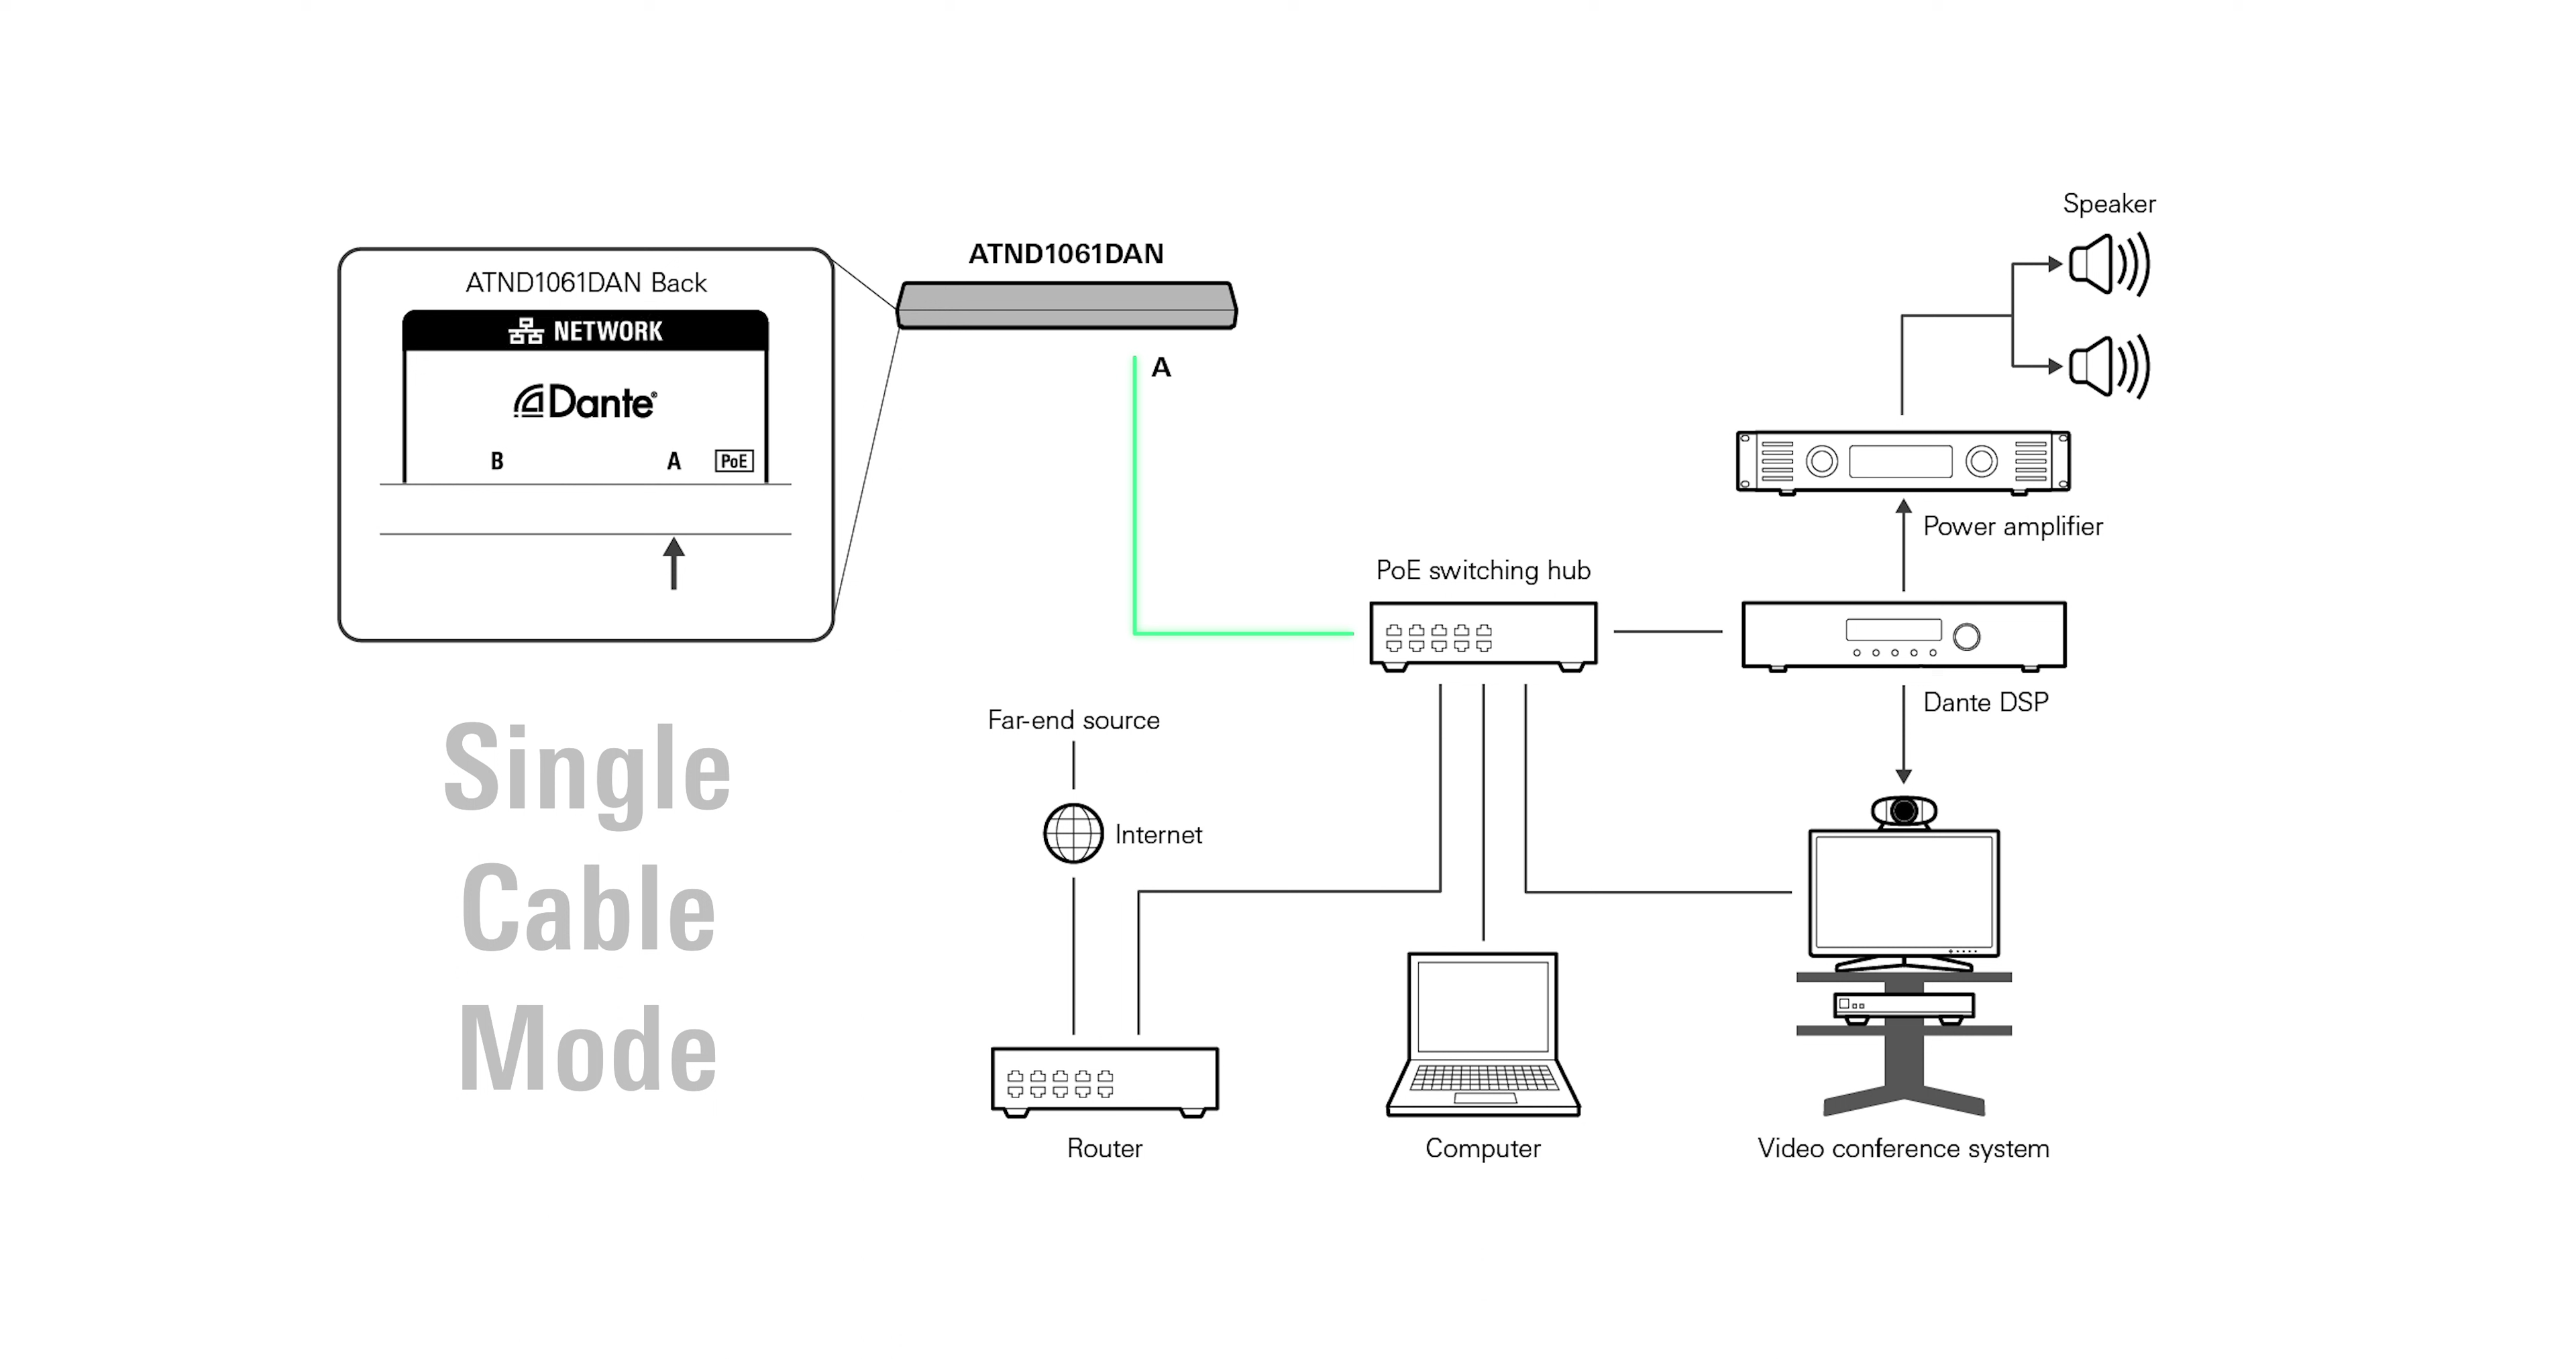 ATND1061DAN Back
NETWORK
Dante®
B A PoE
ATND1061DAN
A
Speaker
Power amplifier
PoE switching hub
Dante DSP
Single
Cable
Mode
Far-end source
Internet
Router
Computer
Video conference system